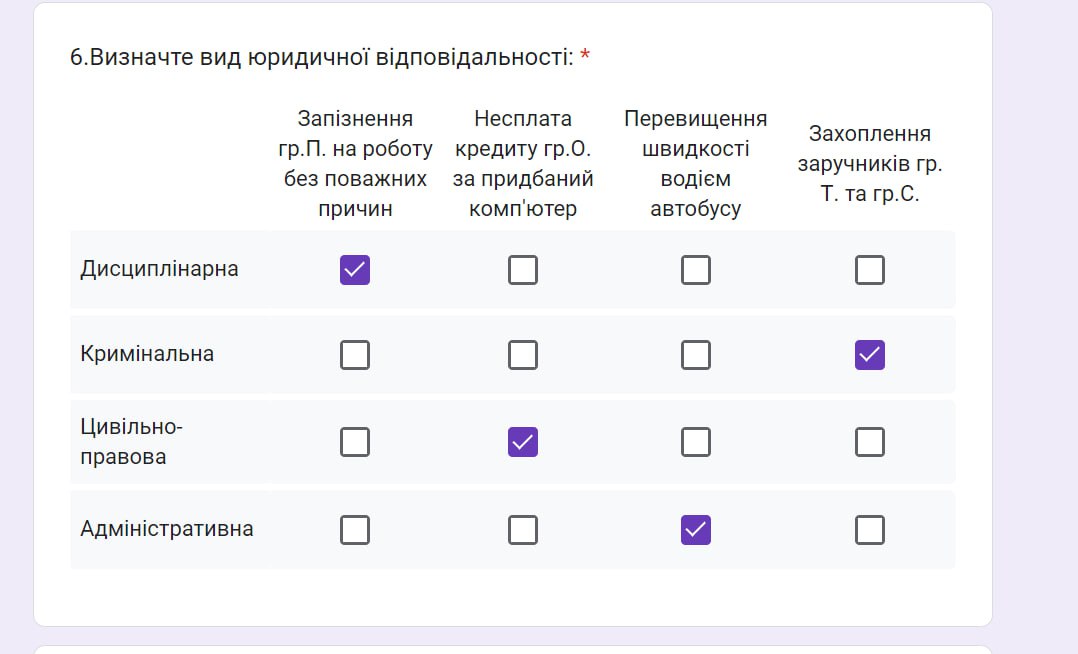 6.Визначте вид юридичної відповідальності: *
Запізнення
гр.П. на роботу
без поважних
причин
Несплата
кредиту гр.О.
за придбаний
комп'ютер
Перевищення
швидкості
водієм
автобусу
Захоплення
заручників гр.
Т. та гр.С.
Дисциплінарна
Кримінальна
Цивільно-
правова
Адміністративна